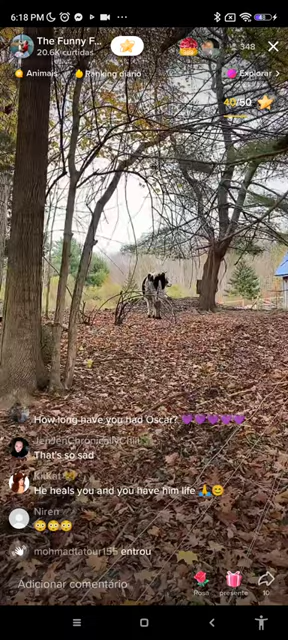 6:18 PM
The Funny F...
20.6K curtidas
348
Animais
Ranking diário
Explorar >
40/50
How long have you had Oscar? 💜💜💜💜💜
That's so sad
KitKat
He heals you and you have him life 🙏😊
Niren
😳😳😳
mohmadtatour155 entrou
Adicionar comentário
Rosa
presente
10